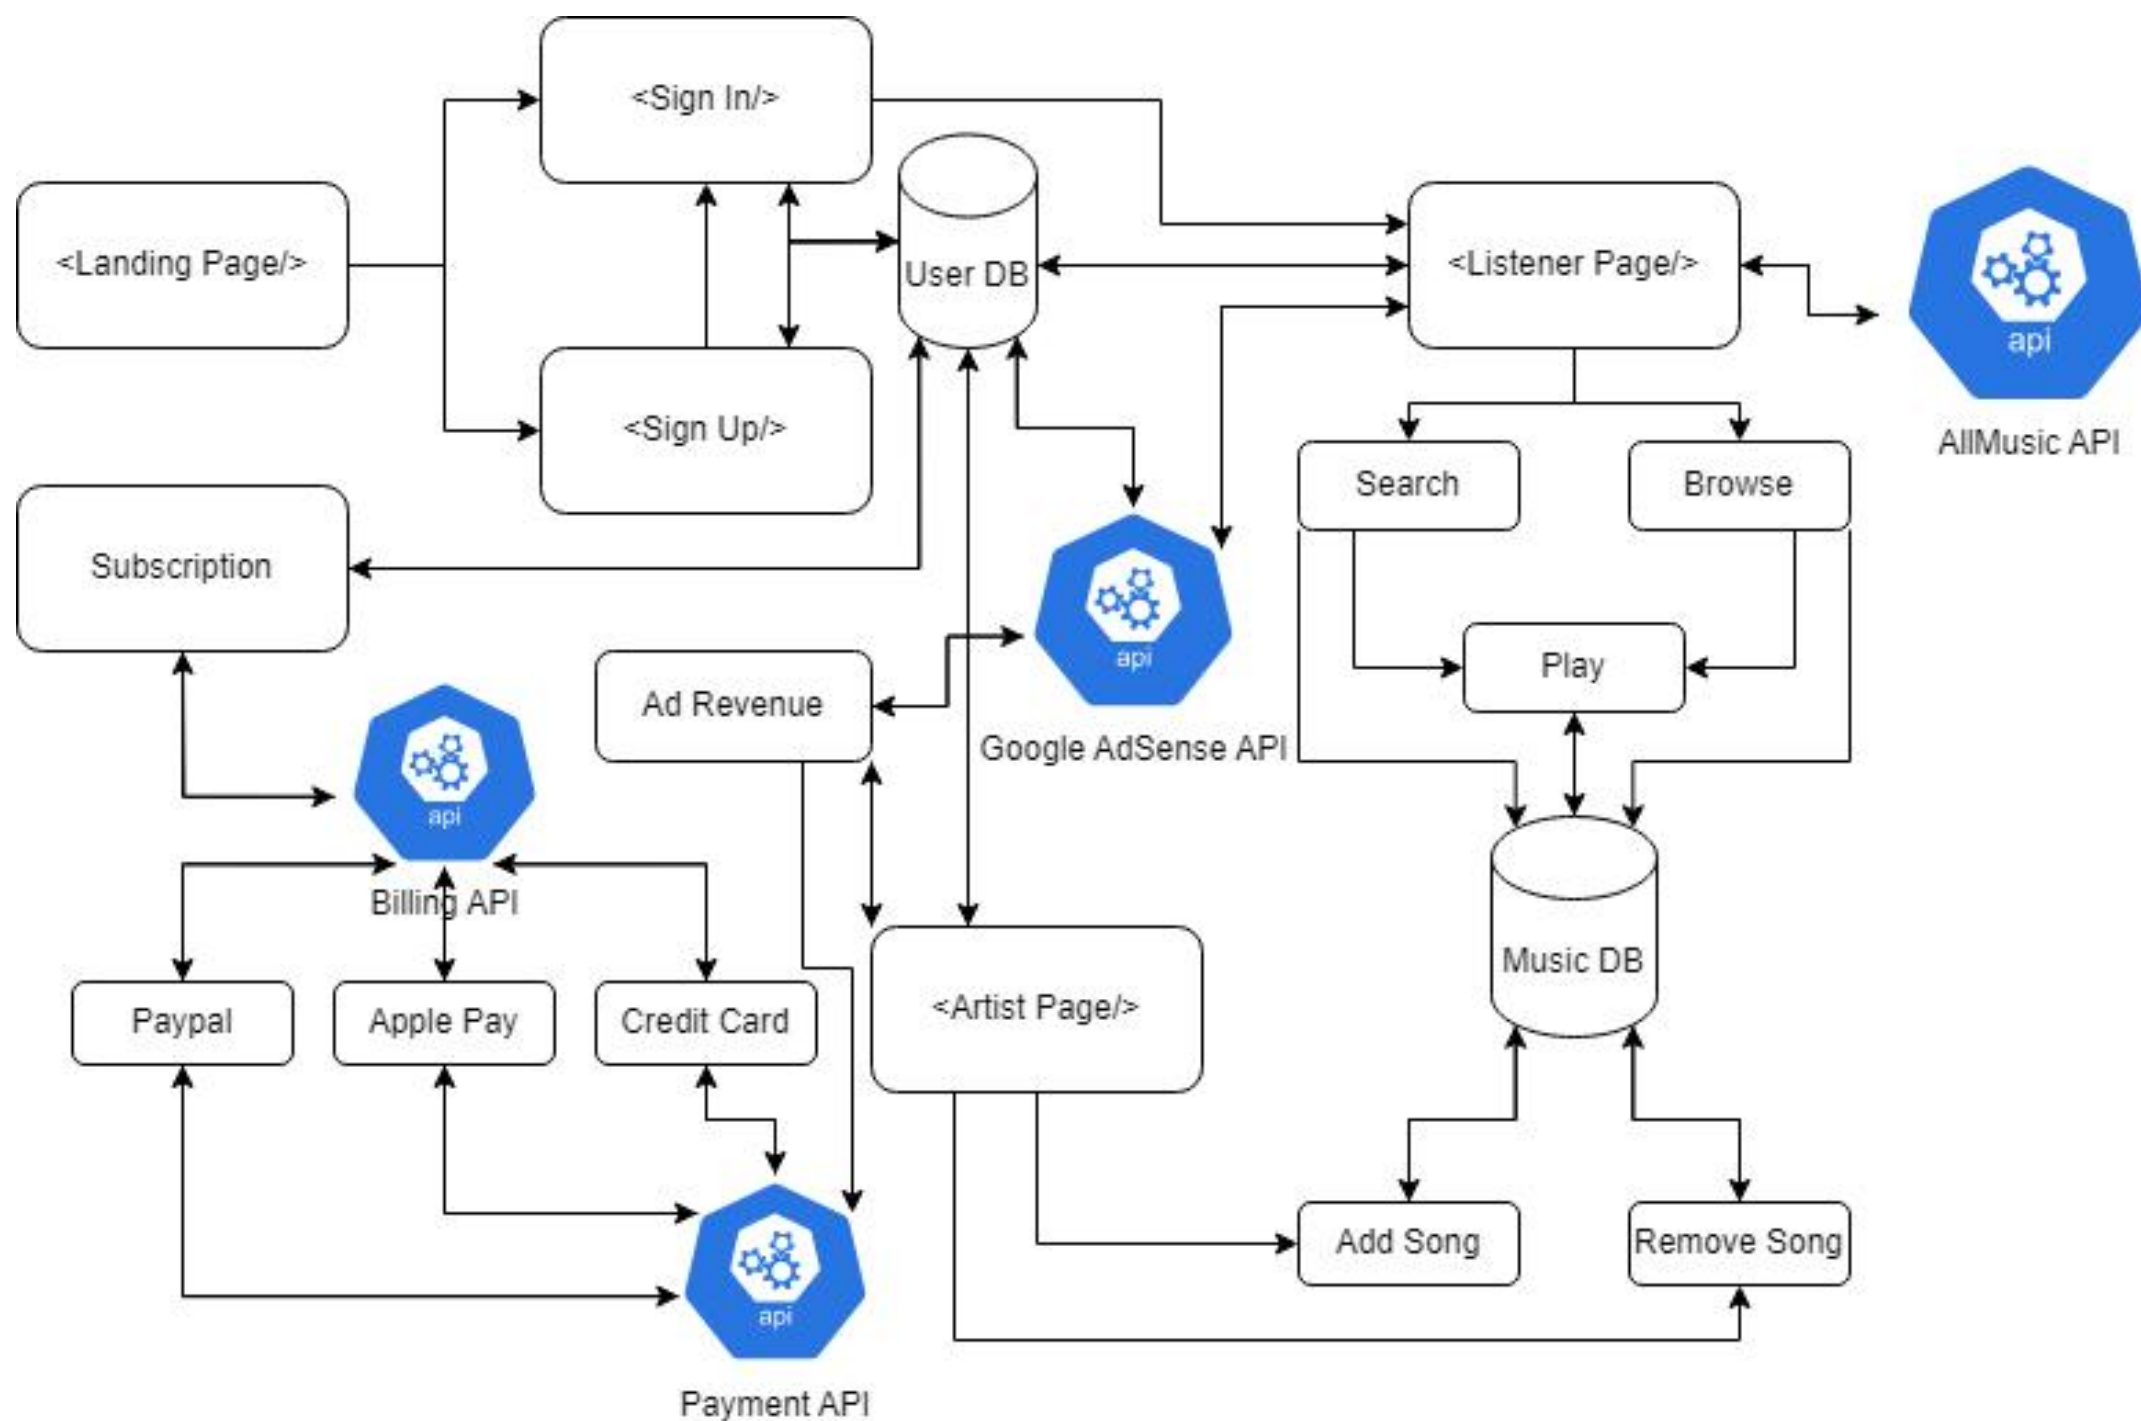 <Sign In/>
<Landing Page/>
User DB
<Listener Page/>
api
AllMusic API
<Sign Up/>
Search
Browse
Subscription
api
Google AdSense API
Play
Ad Revenue
api
Billing API
Music DB
<Artist Page/>
Paypal
Apple Pay
Credit Card
Add Song
Remove Song
api
Payment API